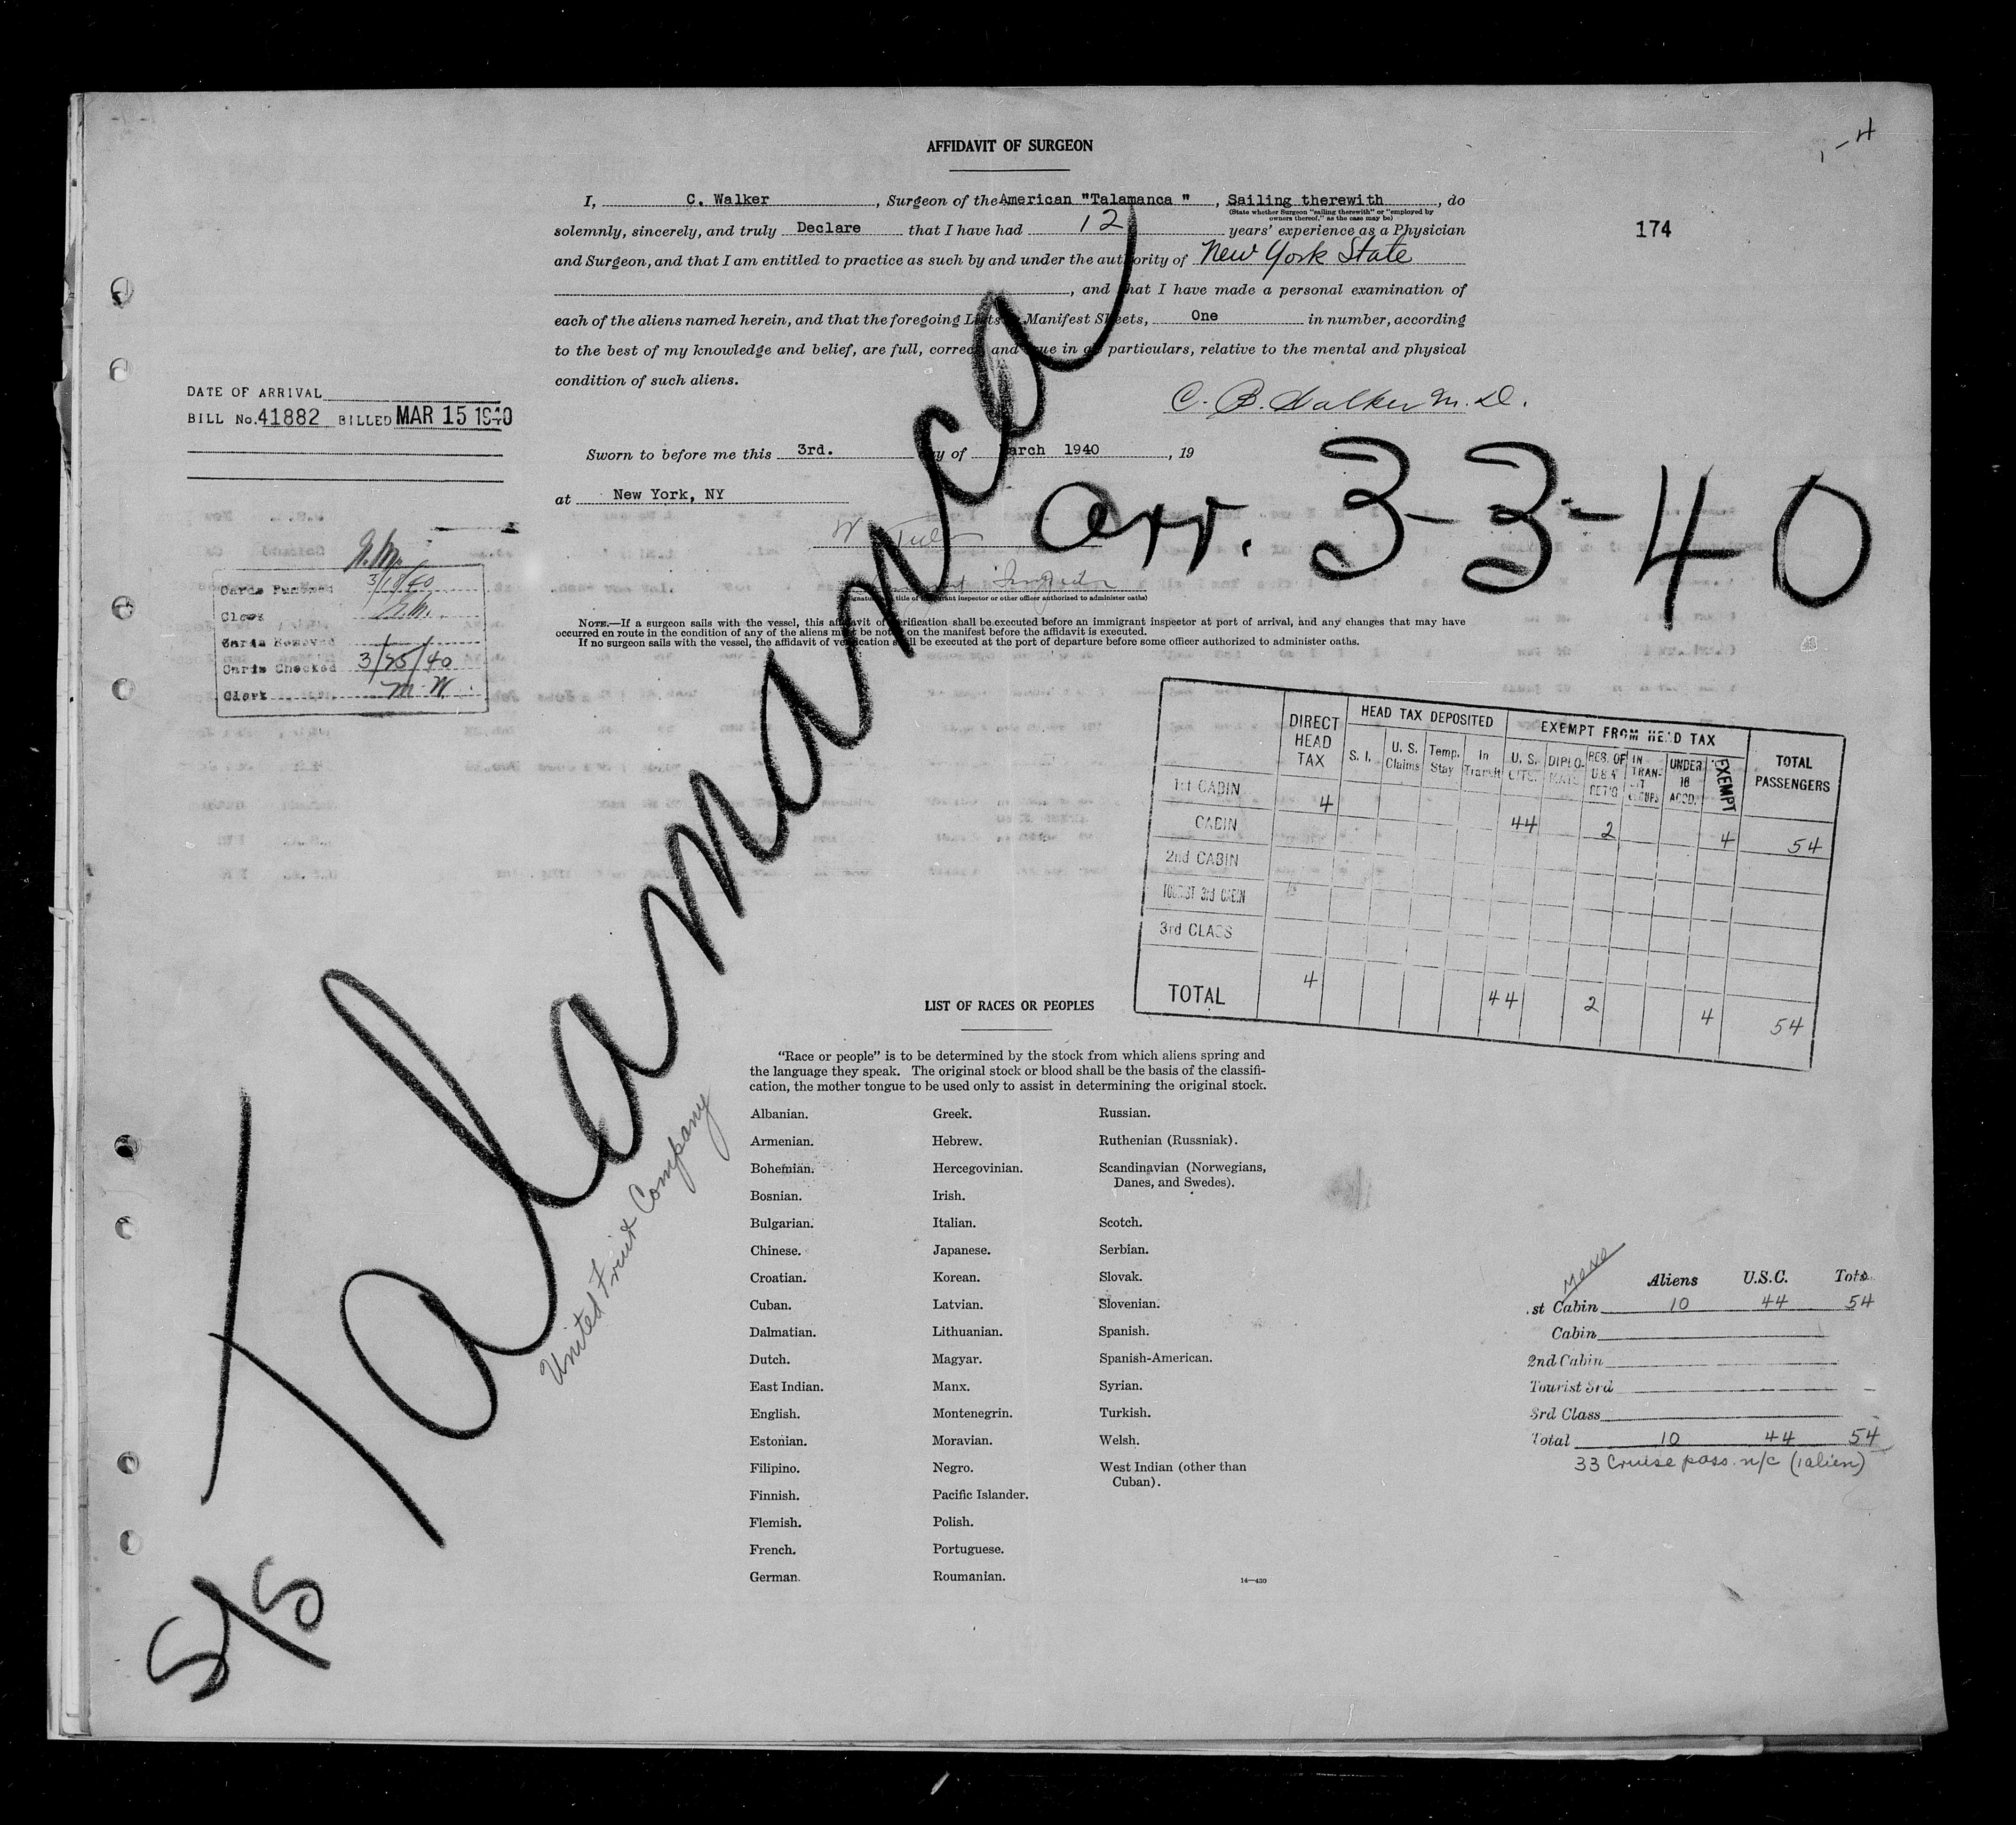 AFFIDAVIT OF SURGEON
I, C. Walker, Surgeon of the American "Talamanca ", Sailing therewith, do
(State whether Surgeon "sailing therewith" or "employed by owners thereof," as the case may be)
solemnly, sincerely, and truly Declare that I have had 12 years' experience as a Physician
174
and Surgeon, and that I am entitled to practice as such by and under the authority of New York State
, and that I have made a personal examination of
each of the aliens named herein, and that the foregoing Lists Manifest Sheets, One in number, according
to the best of my knowledge and belief, are full, correct and true in all particulars, relative to the mental and physical
condition of such aliens.
C. B. Walker M.D.
DATE OF ARRIVAL
BILL No. 41882 BILLED MAR 15 1940
Sworn to before me this 3rd. day of March 1940, 19
at New York, NY
arr. 3-3-40
Inspector
NOTE.—If a surgeon sails with the vessel, this affidavit of verification shall be executed before an immigrant inspector at port of arrival, and any changes that may have
occurred en route in the condition of any of the aliens must be noted on the manifest before the affidavit is executed.
If no surgeon sails with the vessel, the affidavit of verification shall be executed at the port of departure before some officer authorized to administer oaths.
Cards Punched
Clerk
Cards Removed
Cards Checked 3/25/40
Clerk M W
S/S Talamanca
United Fruit Company
DIRECT HEAD TAX HEAD TAX DEPOSITED EXEMPT FROM HEAD TAX TOTAL PASSENGERS
S. I. U. S. Claims Temp. Stay In Transit U. S. CITS. DIPLOMATS RES. OF U.S.A. RET'G IN TRANSIT GROUPS UNDER 16 ACCD. EXEMPT
1st CABIN 4 44 2 4 54
CABIN
2nd CABIN
TOURIST 3rd CABIN
3rd CLASS
TOTAL 4 44 2 4 54
LIST OF RACES OR PEOPLES
"Race or people" is to be determined by the stock from which aliens spring and
the language they speak. The original stock or blood shall be the basis of the classifi-
cation, the mother tongue to be used only to assist in determining the original stock.
Albanian.
Armenian.
Bohemian.
Bosnian.
Bulgarian.
Chinese.
Croatian.
Cuban.
Dalmatian.
Dutch.
East Indian.
English.
Estonian.
Filipino.
Finnish.
Flemish.
French.
German.
Greek.
Hebrew.
Hercegovinian.
Irish.
Italian.
Japanese.
Korean.
Latvian.
Lithuanian.
Magyar.
Manx.
Montenegrin.
Moravian.
Negro.
Pacific Islander.
Polish.
Portuguese.
Roumanian.
Russian.
Ruthenian (Russniak).
Scandinavian (Norwegians,
Danes, and Swedes).
Scotch.
Serbian.
Slovak.
Slovenian.
Spanish.
Spanish-American.
Syrian.
Turkish.
Welsh.
West Indian (other than
Cuban).
14—430
Aliens U.S.C. Tot
st Cabin 10 44 54
Cabin
2nd Cabin
Tourist 3rd
3rd Class
Total 10 44 54
33 Cruise pass. n/c (1 alien)